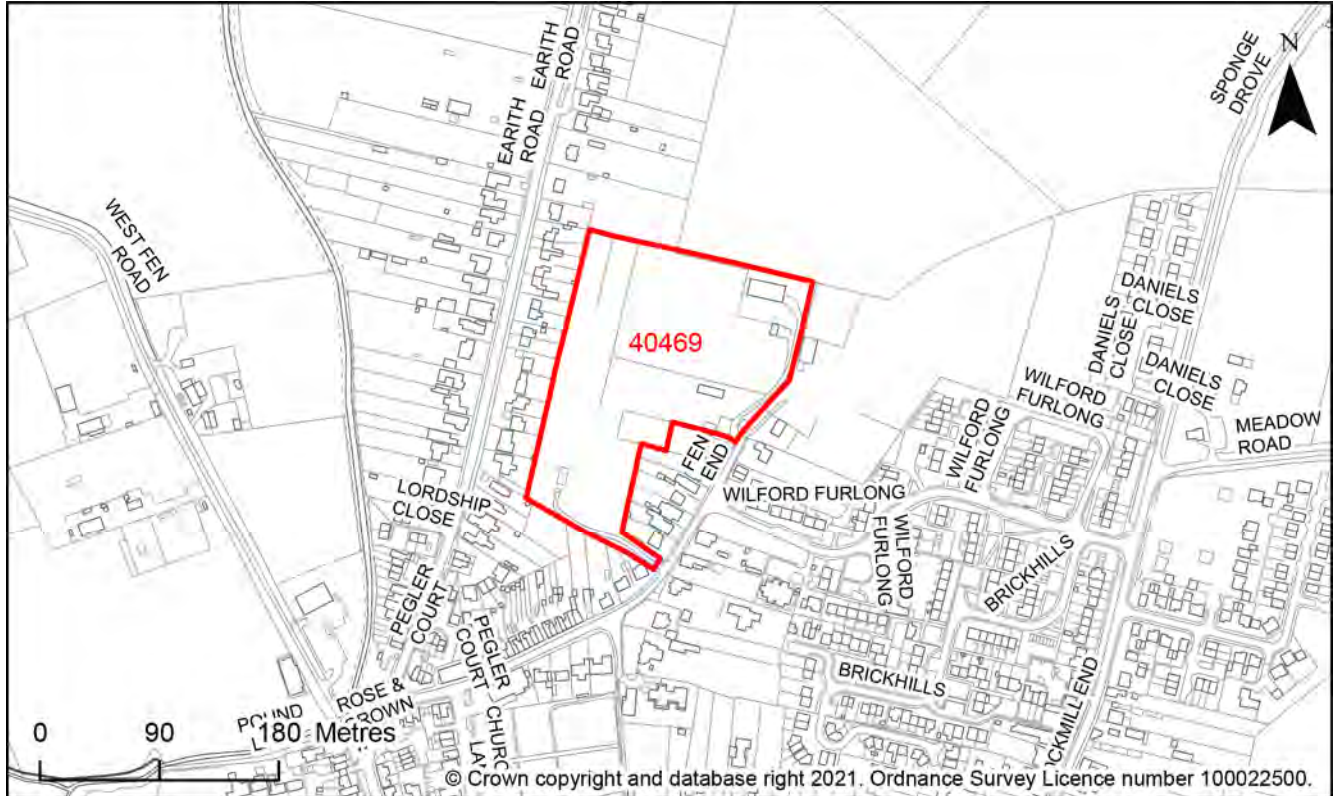 EARITH
ROAD
EARITH
ROAD
SPONGE
DROVE
N
WEST FEN
ROAD
40469
DANIELS
CLOSE
DANIELS
CLOSE
DANIELS
CLOSE
WILFORD
FURLONG
WILFORD
FURLONG
MEADOW
ROAD
FEN
END
WILFORD FURLONG
WILFORD
FURLONG
LORDSHIP
CLOSE
BRICKHILLS
PEGLER
COURT
PEGLER
COURT
BRICKHILLS
CHURCH
ROSE &
CROWN
POUND
0 90 180 Metres
© Crown copyright and database right 2021. Ordnance Survey Licence number 100022500.